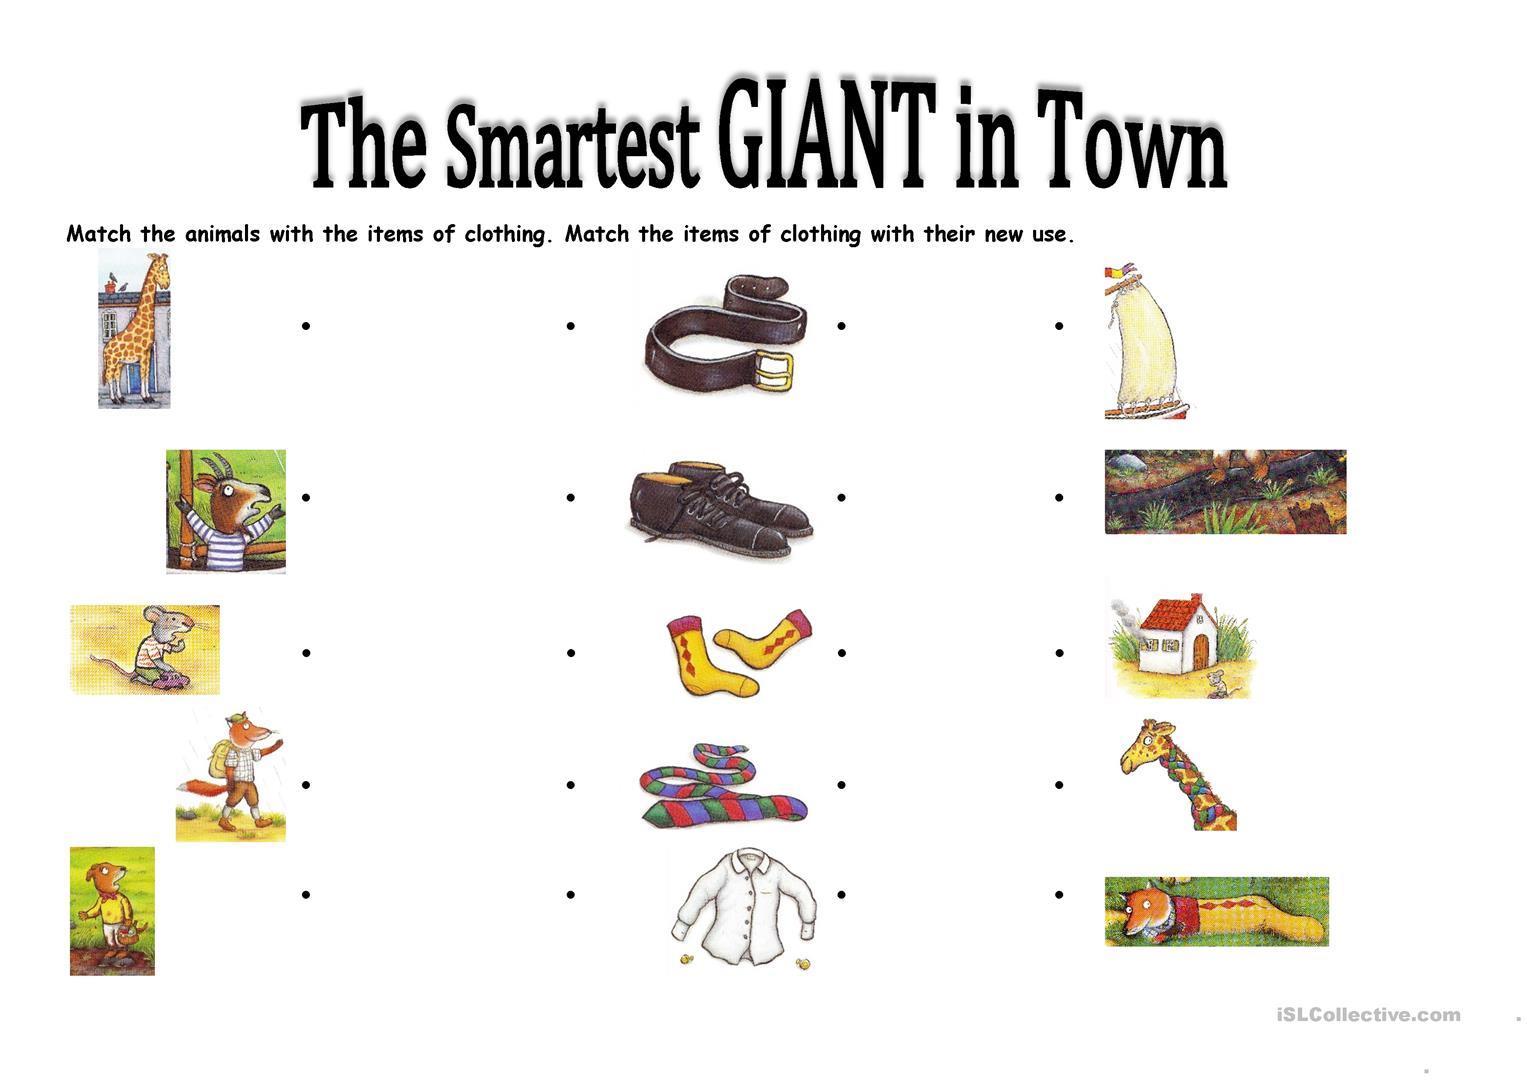 The Smartest GIANT in Town
Match the animals with the items of clothing. Match the items of clothing with their new use.
iSLCollective.com